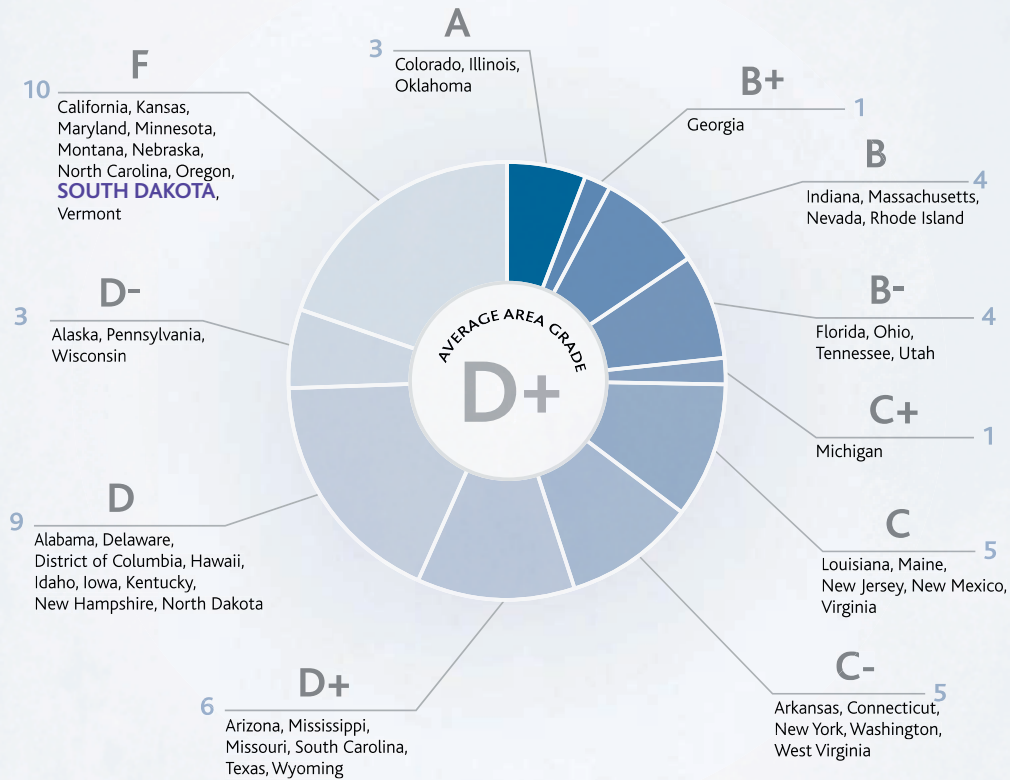 A
3
Colorado, Illinois,
Oklahoma
B+
1
Georgia
B
4
Indiana, Massachusetts,
Nevada, Rhode Island
B-
4
Florida, Ohio,
Tennessee, Utah
C+
1
Michigan
C
5
Louisiana, Maine,
New Jersey, New Mexico,
Virginia
C-
5
Arkansas, Connecticut,
New York, Washington,
West Virginia
D+
6
Arizona, Mississippi,
Missouri, South Carolina,
Texas, Wyoming
D
9
Alabama, Delaware,
District of Columbia, Hawaii,
Idaho, Iowa, Kentucky,
New Hampshire, North Dakota
D-
3
Alaska, Pennsylvania,
Wisconsin
F
10
California, Kansas,
Maryland, Minnesota,
Montana, Nebraska,
North Carolina, Oregon,
SOUTH DAKOTA,
Vermont
AVERAGE AREA GRADE
D+